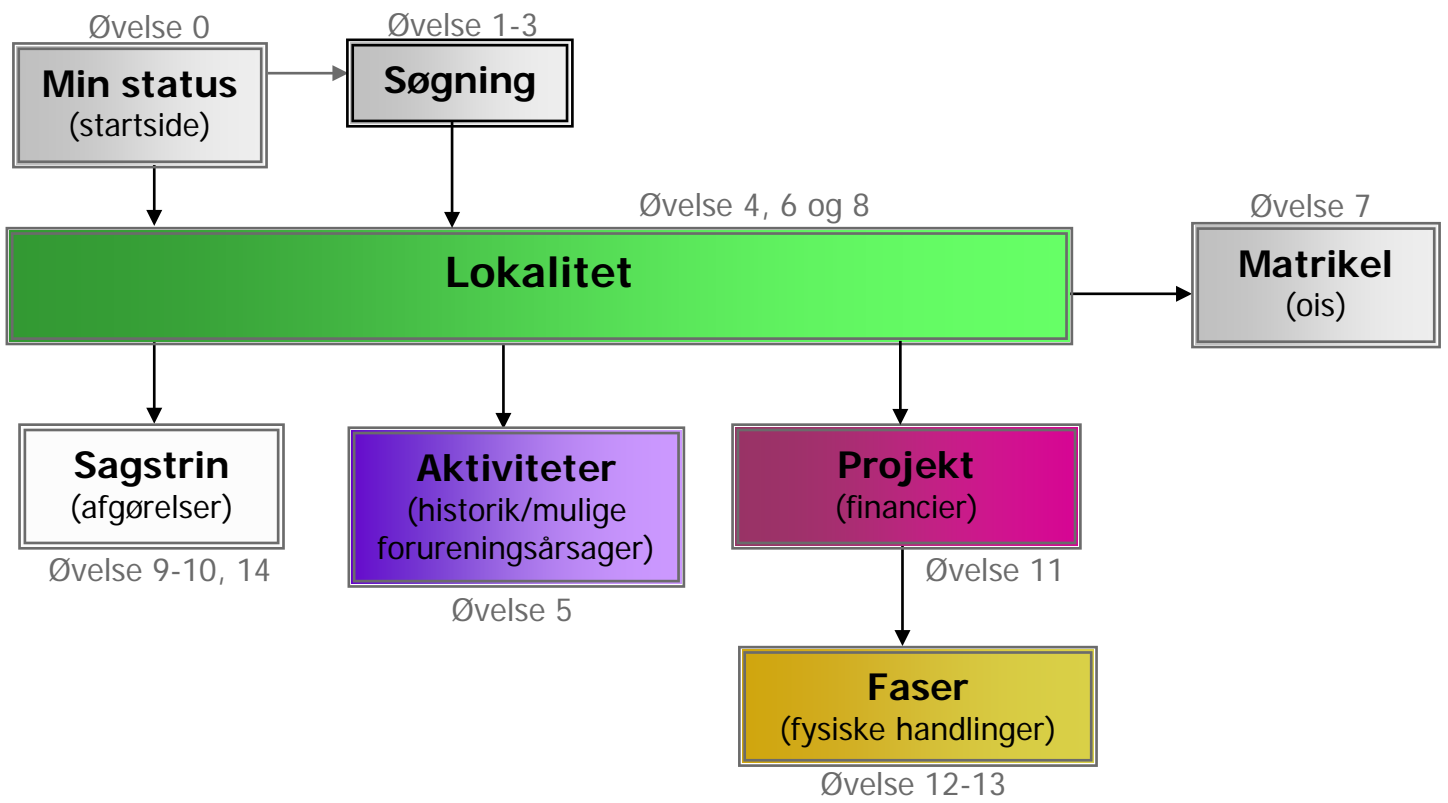 Øvelse 0
Øvelse 1-3
Min status
(startside)
Søgning
Øvelse 4, 6 og 8
Øvelse 7
Lokalitet
Matrikel
(ois)
Sagstrin
(afgørelser)
Øvelse 9-10, 14
Aktiviteter
(historik/mulige
forureningsårsager)
Øvelse 5
Projekt
(financier)
Øvelse 11
Faser
(fysiske handlinger)
Øvelse 12-13